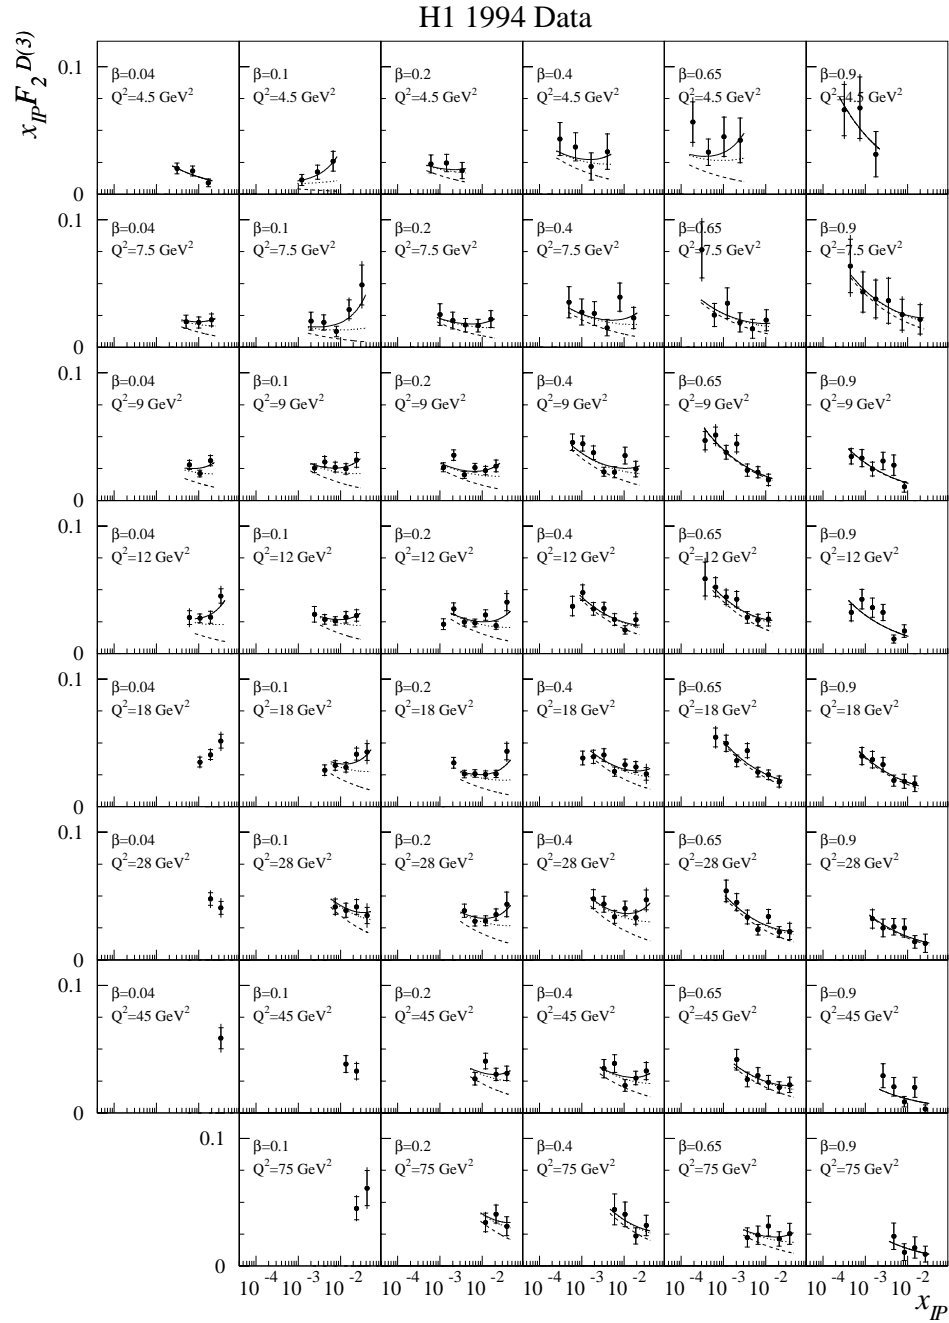 H1 1994 Data
x_IP F_2^D(3)
0.1
β=0.04 β=0.1 β=0.2 β=0.4 β=0.65 β=0.9
Q²=4.5 GeV² Q²=4.5 GeV² Q²=4.5 GeV² Q²=4.5 GeV² Q²=4.5 GeV² Q²=4.5 GeV²
0
0.1
β=0.04 β=0.1 β=0.2 β=0.4 β=0.65 β=0.9
Q²=7.5 GeV² Q²=7.5 GeV² Q²=7.5 GeV² Q²=7.5 GeV² Q²=7.5 GeV² Q²=7.5 GeV²
0
0.1
β=0.04 β=0.1 β=0.2 β=0.4 β=0.65 β=0.9
Q²=9 GeV² Q²=9 GeV² Q²=9 GeV² Q²=9 GeV² Q²=9 GeV² Q²=9 GeV²
0
0.1
β=0.04 β=0.1 β=0.2 β=0.4 β=0.65 β=0.9
Q²=12 GeV² Q²=12 GeV² Q²=12 GeV² Q²=12 GeV² Q²=12 GeV² Q²=12 GeV²
0
0.1
β=0.04 β=0.1 β=0.2 β=0.4 β=0.65 β=0.9
Q²=18 GeV² Q²=18 GeV² Q²=18 GeV² Q²=18 GeV² Q²=18 GeV² Q²=18 GeV²
0
0.1
β=0.04 β=0.1 β=0.2 β=0.4 β=0.65 β=0.9
Q²=28 GeV² Q²=28 GeV² Q²=28 GeV² Q²=28 GeV² Q²=28 GeV² Q²=28 GeV²
0
0.1
β=0.04 β=0.1 β=0.2 β=0.4 β=0.65 β=0.9
Q²=45 GeV² Q²=45 GeV² Q²=45 GeV² Q²=45 GeV² Q²=45 GeV² Q²=45 GeV²
0
0.1
β=0.1 β=0.2 β=0.4 β=0.65 β=0.9
Q²=75 GeV² Q²=75 GeV² Q²=75 GeV² Q²=75 GeV² Q²=75 GeV²
0
10⁻⁴ 10⁻³ 10⁻² 10⁻⁴ 10⁻³ 10⁻² 10⁻⁴ 10⁻³ 10⁻² 10⁻⁴ 10⁻³ 10⁻² 10⁻⁴ 10⁻³ 10⁻²
x_IP